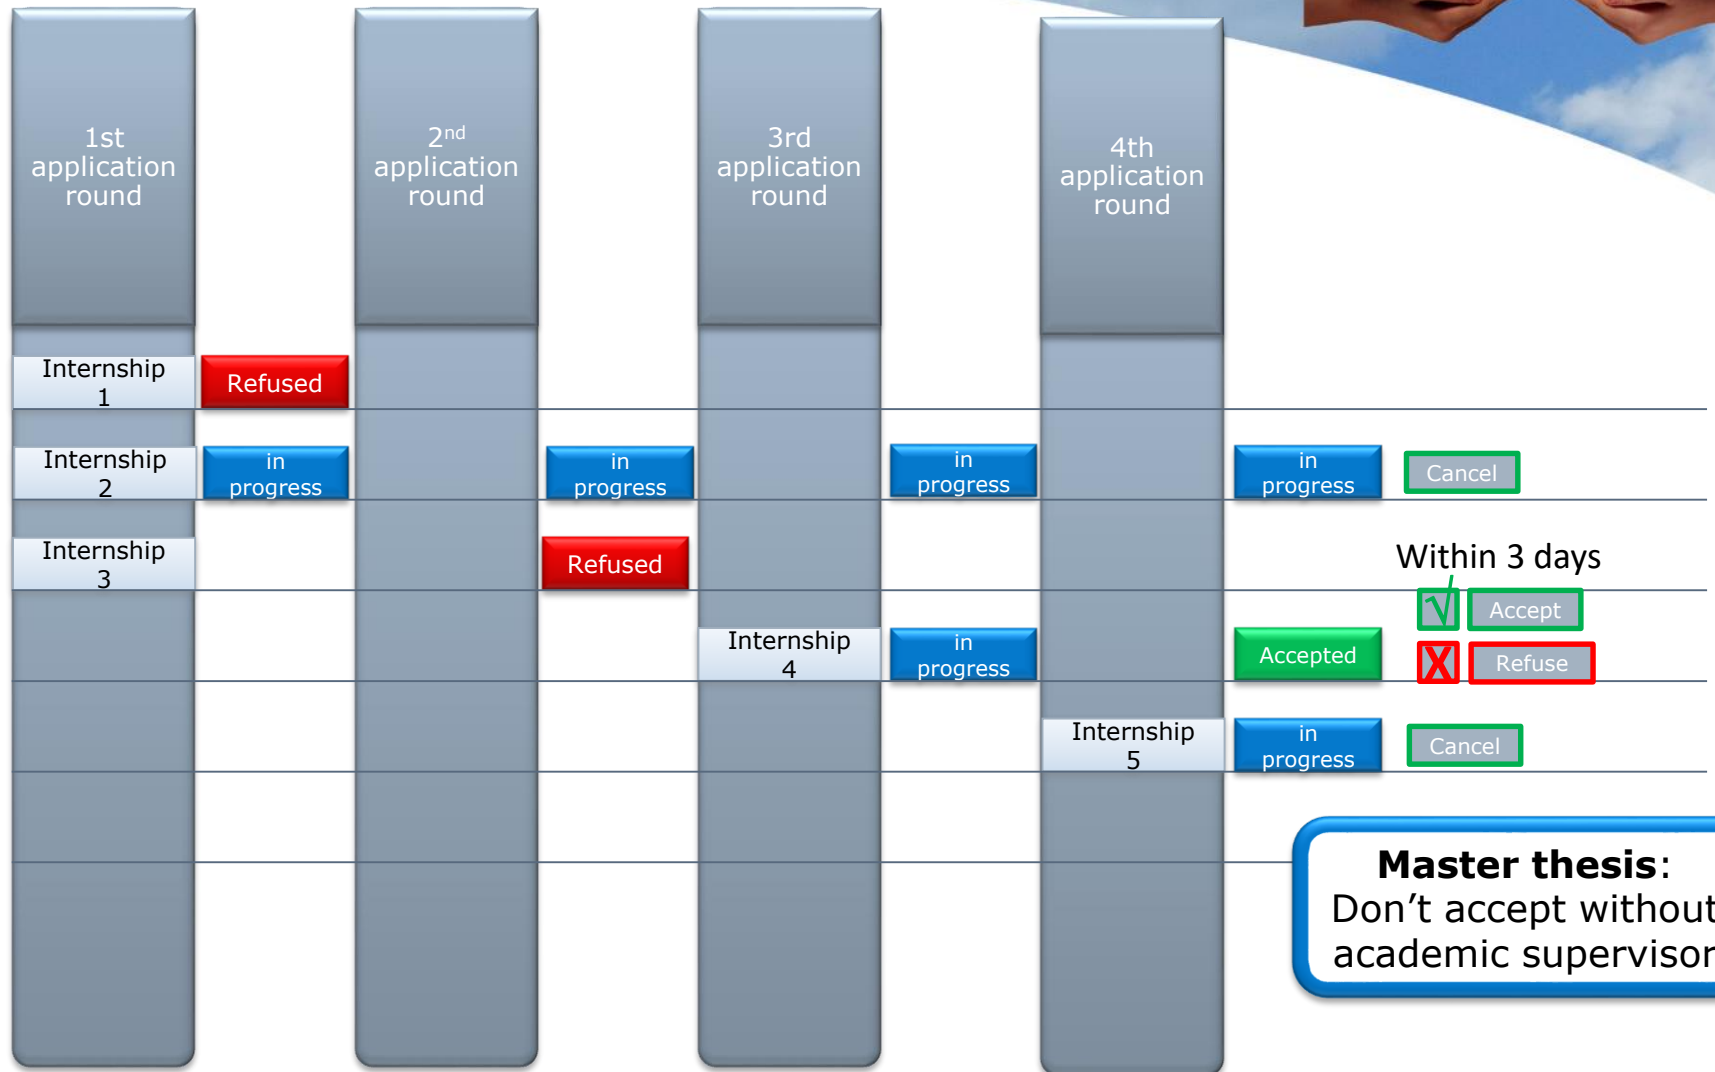 1st
application
round
2nd
application
round
3rd
application
round
4th
application
round
Internship
1
Refused
Internship
2
in
progress
in
progress
in
progress
in
progress
Cancel
Internship
3
Refused
Within 3 days
√ Accept
Internship
4
in
progress
Accepted
X Refuse
Internship
5
in
progress
Cancel
Master thesis:
Don’t accept without
academic supervisor